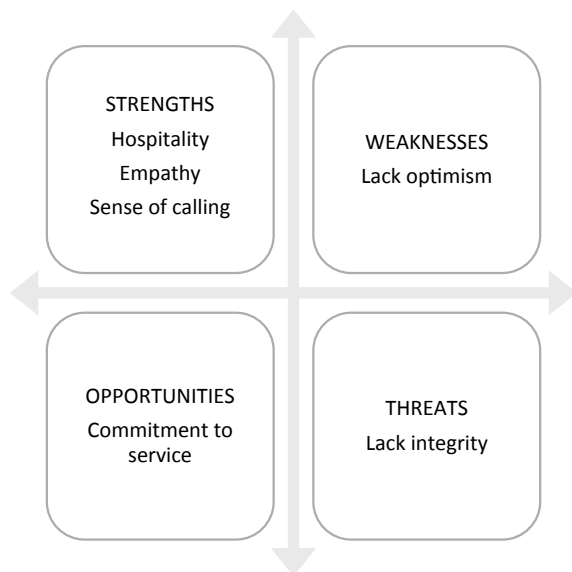 STRENGTHS
Hospitality
Empathy
Sense of calling
WEAKNESSES
Lack optimism
OPPORTUNITIES
Commitment to
service
THREATS
Lack integrity